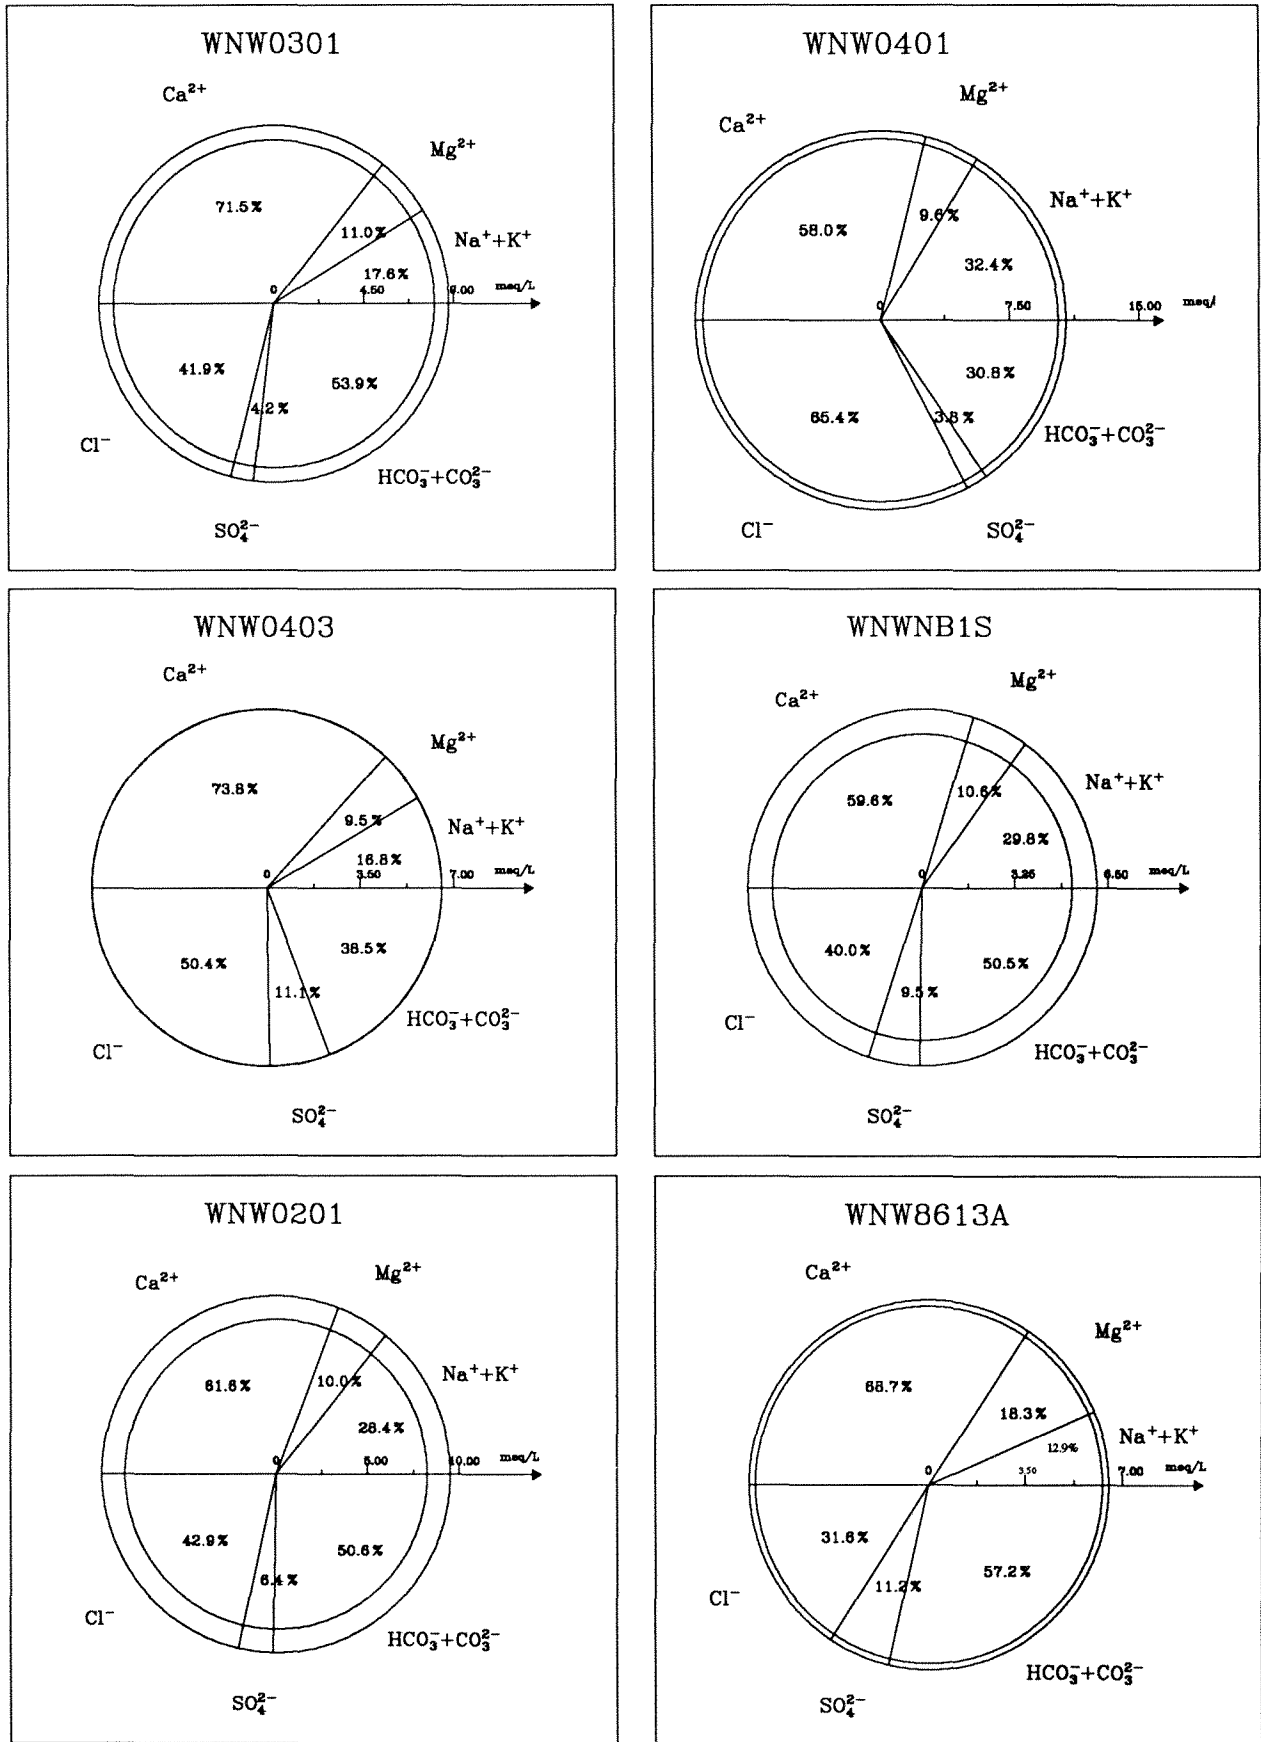 WNW0301
Ca²⁺
Mg²⁺
71.5%
11.0%
Na⁺+K⁺
17.6%
0 4.50 9.00 meq/L
41.9%
53.9%
4.2%
Cl⁻
HCO₃⁻+CO₃²⁻
SO₄²⁻
WNW0401
Mg²⁺
Ca²⁺
Na⁺+K⁺
9.6%
58.0%
32.4%
0 7.50 15.00 meq/
30.8%
65.4%
3.8%
HCO₃⁻+CO₃²⁻
Cl⁻
SO₄²⁻
WNW0403
Ca²⁺
Mg²⁺
73.8%
9.5%
Na⁺+K⁺
16.8%
0 3.50 7.00 meq/L
38.5%
50.4%
11.1%
HCO₃⁻+CO₃²⁻
Cl⁻
SO₄²⁻
WNWNB1S
Mg²⁺
Ca²⁺
Na⁺+K⁺
10.6%
59.6%
29.8%
0 3.25 6.50 meq/L
40.0%
50.5%
9.5%
Cl⁻
HCO₃⁻+CO₃²⁻
SO₄²⁻
WNW0201
Mg²⁺
Ca²⁺
Na⁺+K⁺
10.0%
61.6%
28.4%
0 5.00 10.00 meq/L
42.9%
50.6%
6.4%
Cl⁻
HCO₃⁻+CO₃²⁻
SO₄²⁻
WNW8613A
Ca²⁺
Mg²⁺
68.7%
18.3%
Na⁺+K⁺
12.9%
0 3.50 7.00 meq/L
31.6%
57.2%
11.2%
Cl⁻
HCO₃⁻+CO₃²⁻
SO₄²⁻